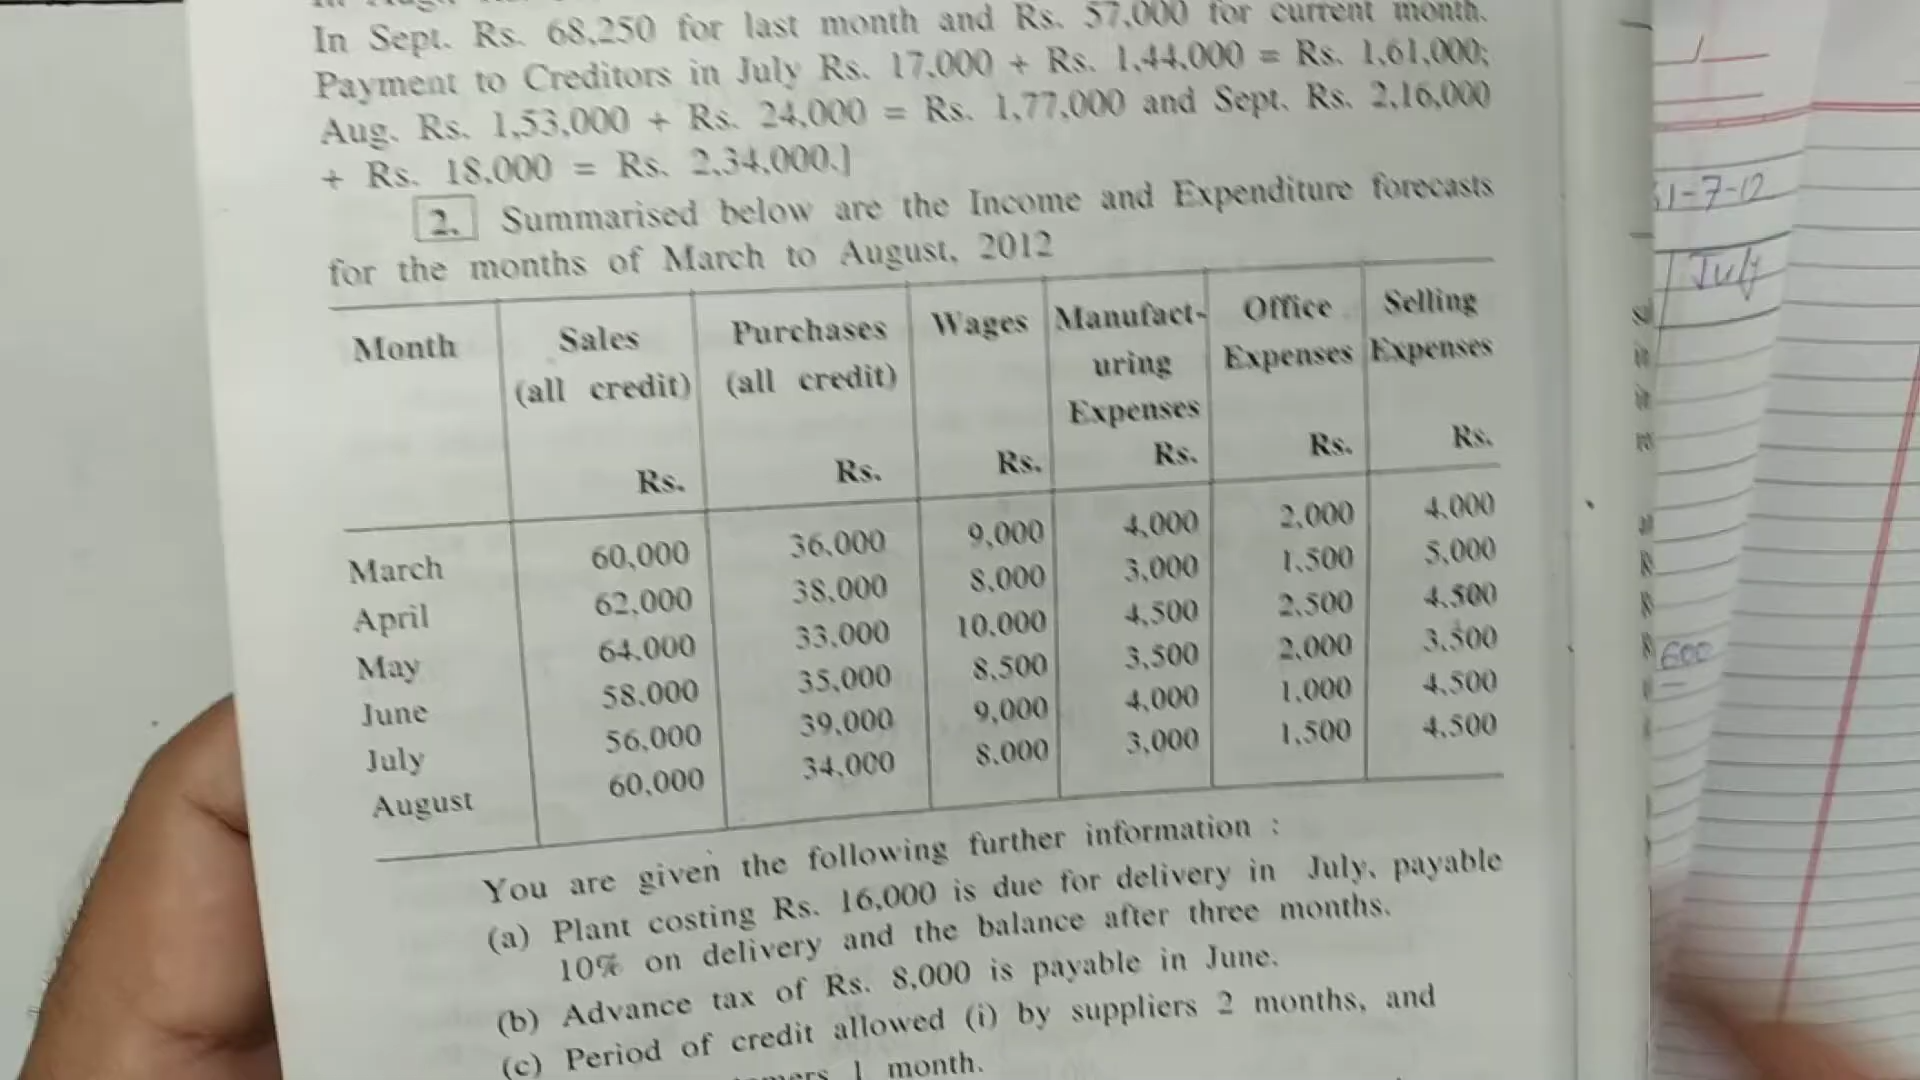 In Sept. Rs. 68,250 for last month and Rs. 57,000 for current month.
Payment to Creditors in July Rs. 17,000 + Rs. 1,44,000 = Rs. 1,61,000;
Aug. Rs. 1,53,000 + Rs. 24,000 = Rs. 1,77,000 and Sept. Rs. 2,16,000
+ Rs. 18,000 = Rs. 2,34,000.]
2. Summarised below are the Income and Expenditure forecasts
for the months of March to August, 2012
Month Sales Purchases Wages Manufact- Office Selling
(all credit) (all credit) uring Expenses Expenses
Expenses
Rs. Rs. Rs. Rs. Rs. Rs.
March 60,000 36,000 9,000 4,000 2,000 4,000
April 62,000 38,000 8,000 3,000 1,500 5,000
May 64,000 33,000 10,000 4,500 2,500 4,500
June 58,000 35,000 8,500 3,500 2,000 3,500
July 56,000 39,000 9,000 4,000 1,000 4,500
August 60,000 34,000 8,000 3,000 1,500 4,500
You are given the following further information :
(a) Plant costing Rs. 16,000 is due for delivery in July, payable
10% on delivery and the balance after three months.
(b) Advance tax of Rs. 8,000 is payable in June.
(c) Period of credit allowed (i) by suppliers 2 months, and
1 month.
1-7-12
July
600